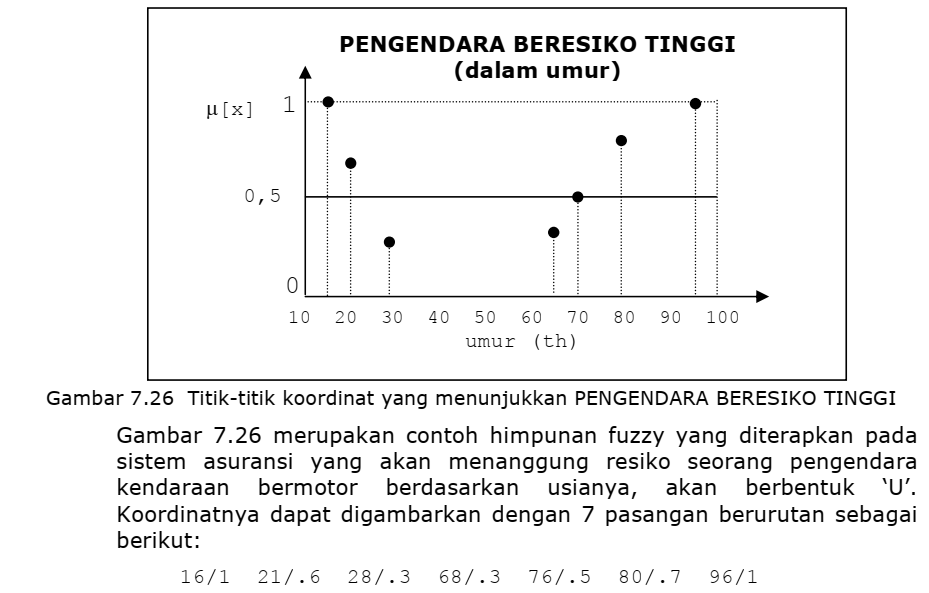 PENGENDARA BERESIKO TINGGI
(dalam umur)
μ[x]
1
0,5
0
10 20 30 40 50 60 70 80 90 100
umur (th)
Gambar 7.26 Titik-titik koordinat yang menunjukkan PENGENDARA BERESIKO TINGGI
Gambar 7.26 merupakan contoh himpunan fuzzy yang diterapkan pada
sistem asuransi yang akan menanggung resiko seorang pengendara
kendaraan bermotor berdasarkan usianya, akan berbentuk ‘U’.
Koordinatnya dapat digambarkan dengan 7 pasangan berurutan sebagai
berikut:
16/1 21/.6 28/.3 68/.3 76/.5 80/.7 96/1